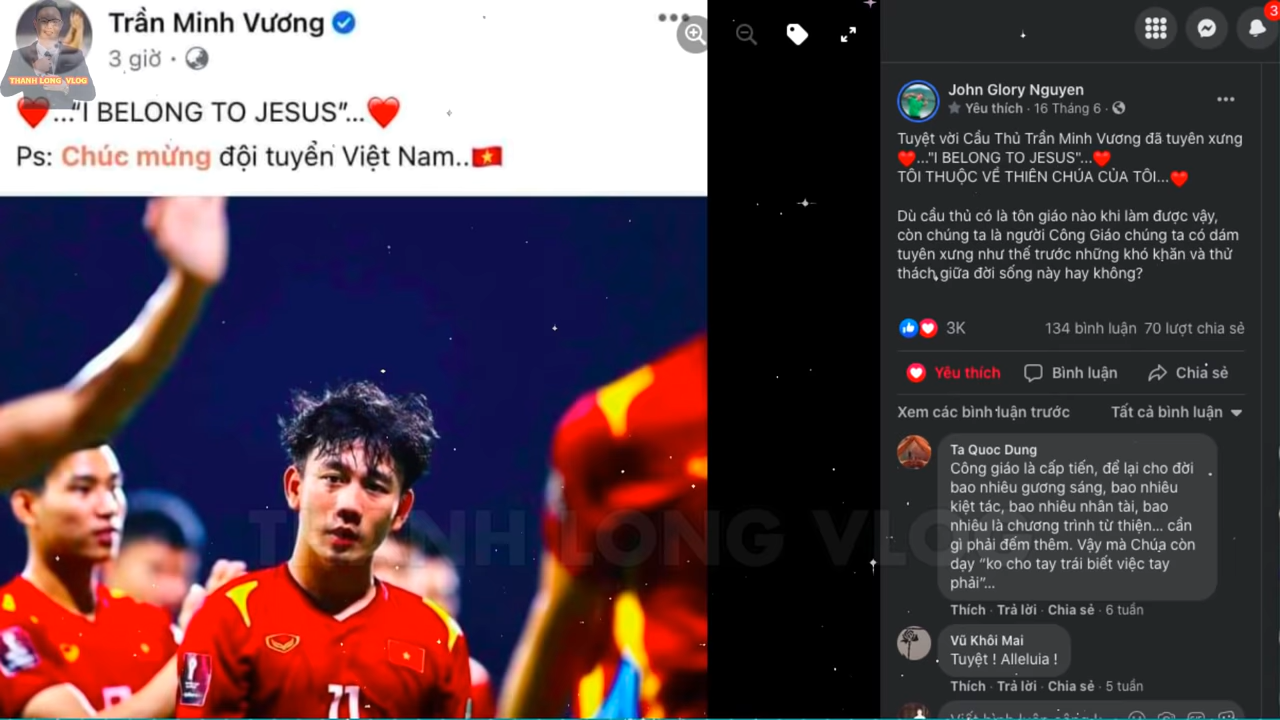 Trần Minh Vương
3 giờ ·
THANH LONG VLOG
❤️..."I BELONG TO JESUS"...❤️
Ps: Chúc mừng đội tuyển Việt Nam..🇻🇳
11
THANH LONG VLOG
3
John Glory Nguyen
Yêu thích · 16 Tháng 6 ·
Tuyệt vời Cầu Thủ Trần Minh Vương đã tuyên xưng
❤️..."I BELONG TO JESUS"...❤️
TÔI THUỘC VỀ THIÊN CHÚA CỦA TÔI...❤️
Dù cầu thủ có là tôn giáo nào khi làm được vậy,
còn chúng ta là người Công Giáo chúng ta có dám
tuyên xưng như thế trước những khó khăn và thử
thách giữa đời sống này hay không?
3K
134 bình luận 70 lượt chia sẻ
Yêu thích
Bình luận
Chia sẻ
Xem các bình luận trước
Tất cả bình luận
Ta Quoc Dung
Công giáo là cấp tiến, để lại cho đời
bao nhiêu gương sáng, bao nhiêu
kiệt tác, bao nhiêu nhân tài, bao
nhiêu là chương trình từ thiện... cần
gì phải đếm thêm. Vậy mà Chúa còn
dạy “ko cho tay trái biết việc tay
phải”...
Thích · Trả lời · Chia sẻ · 6 tuần
Vũ Khôi Mai
Tuyệt ! Alleluia !
Thích · Trả lời · Chia sẻ · 5 tuần